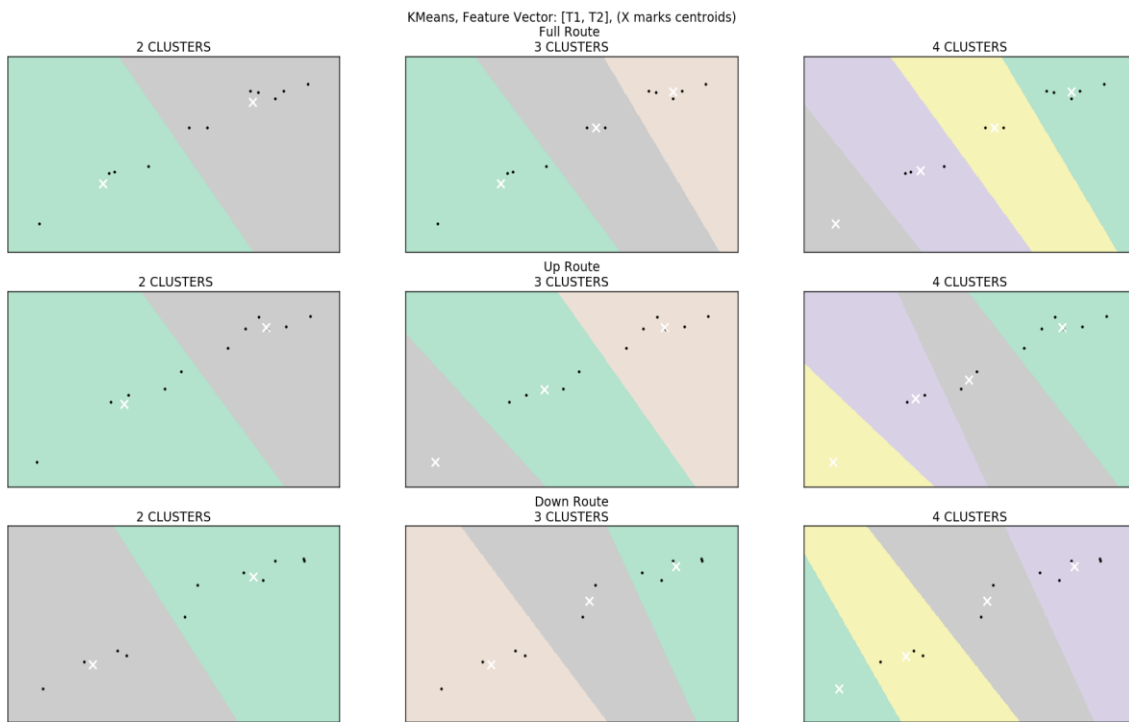 KMeans, Feature Vector: [T1, T2], (X marks centroids)
Full Route
2 CLUSTERS
3 CLUSTERS
4 CLUSTERS
Up Route
2 CLUSTERS
3 CLUSTERS
4 CLUSTERS
Down Route
2 CLUSTERS
3 CLUSTERS
4 CLUSTERS